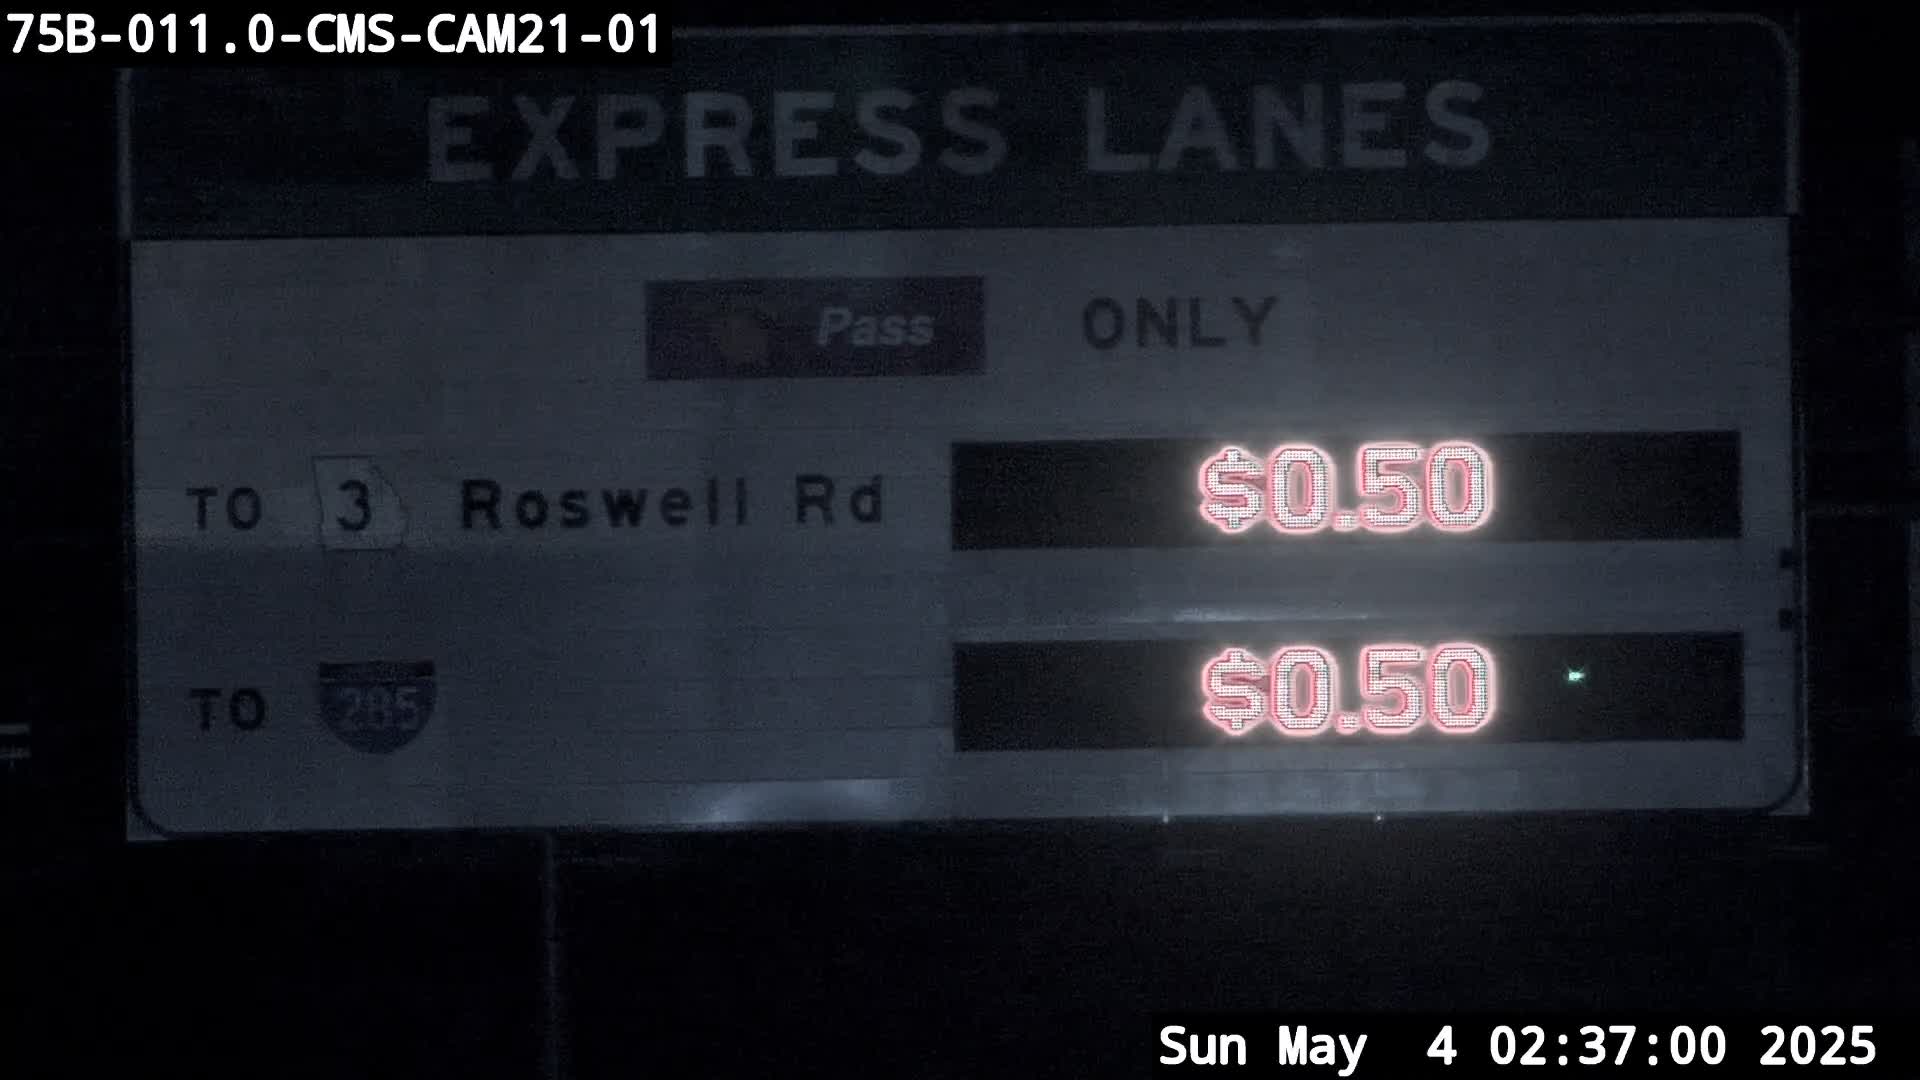 75B-011.0-CMS-CAM21-01
EXPRESS LANES
Pass ONLY
TO 3 Roswell Rd $0.50
TO 285 $0.50
Sun May 4 02:37:00 2025